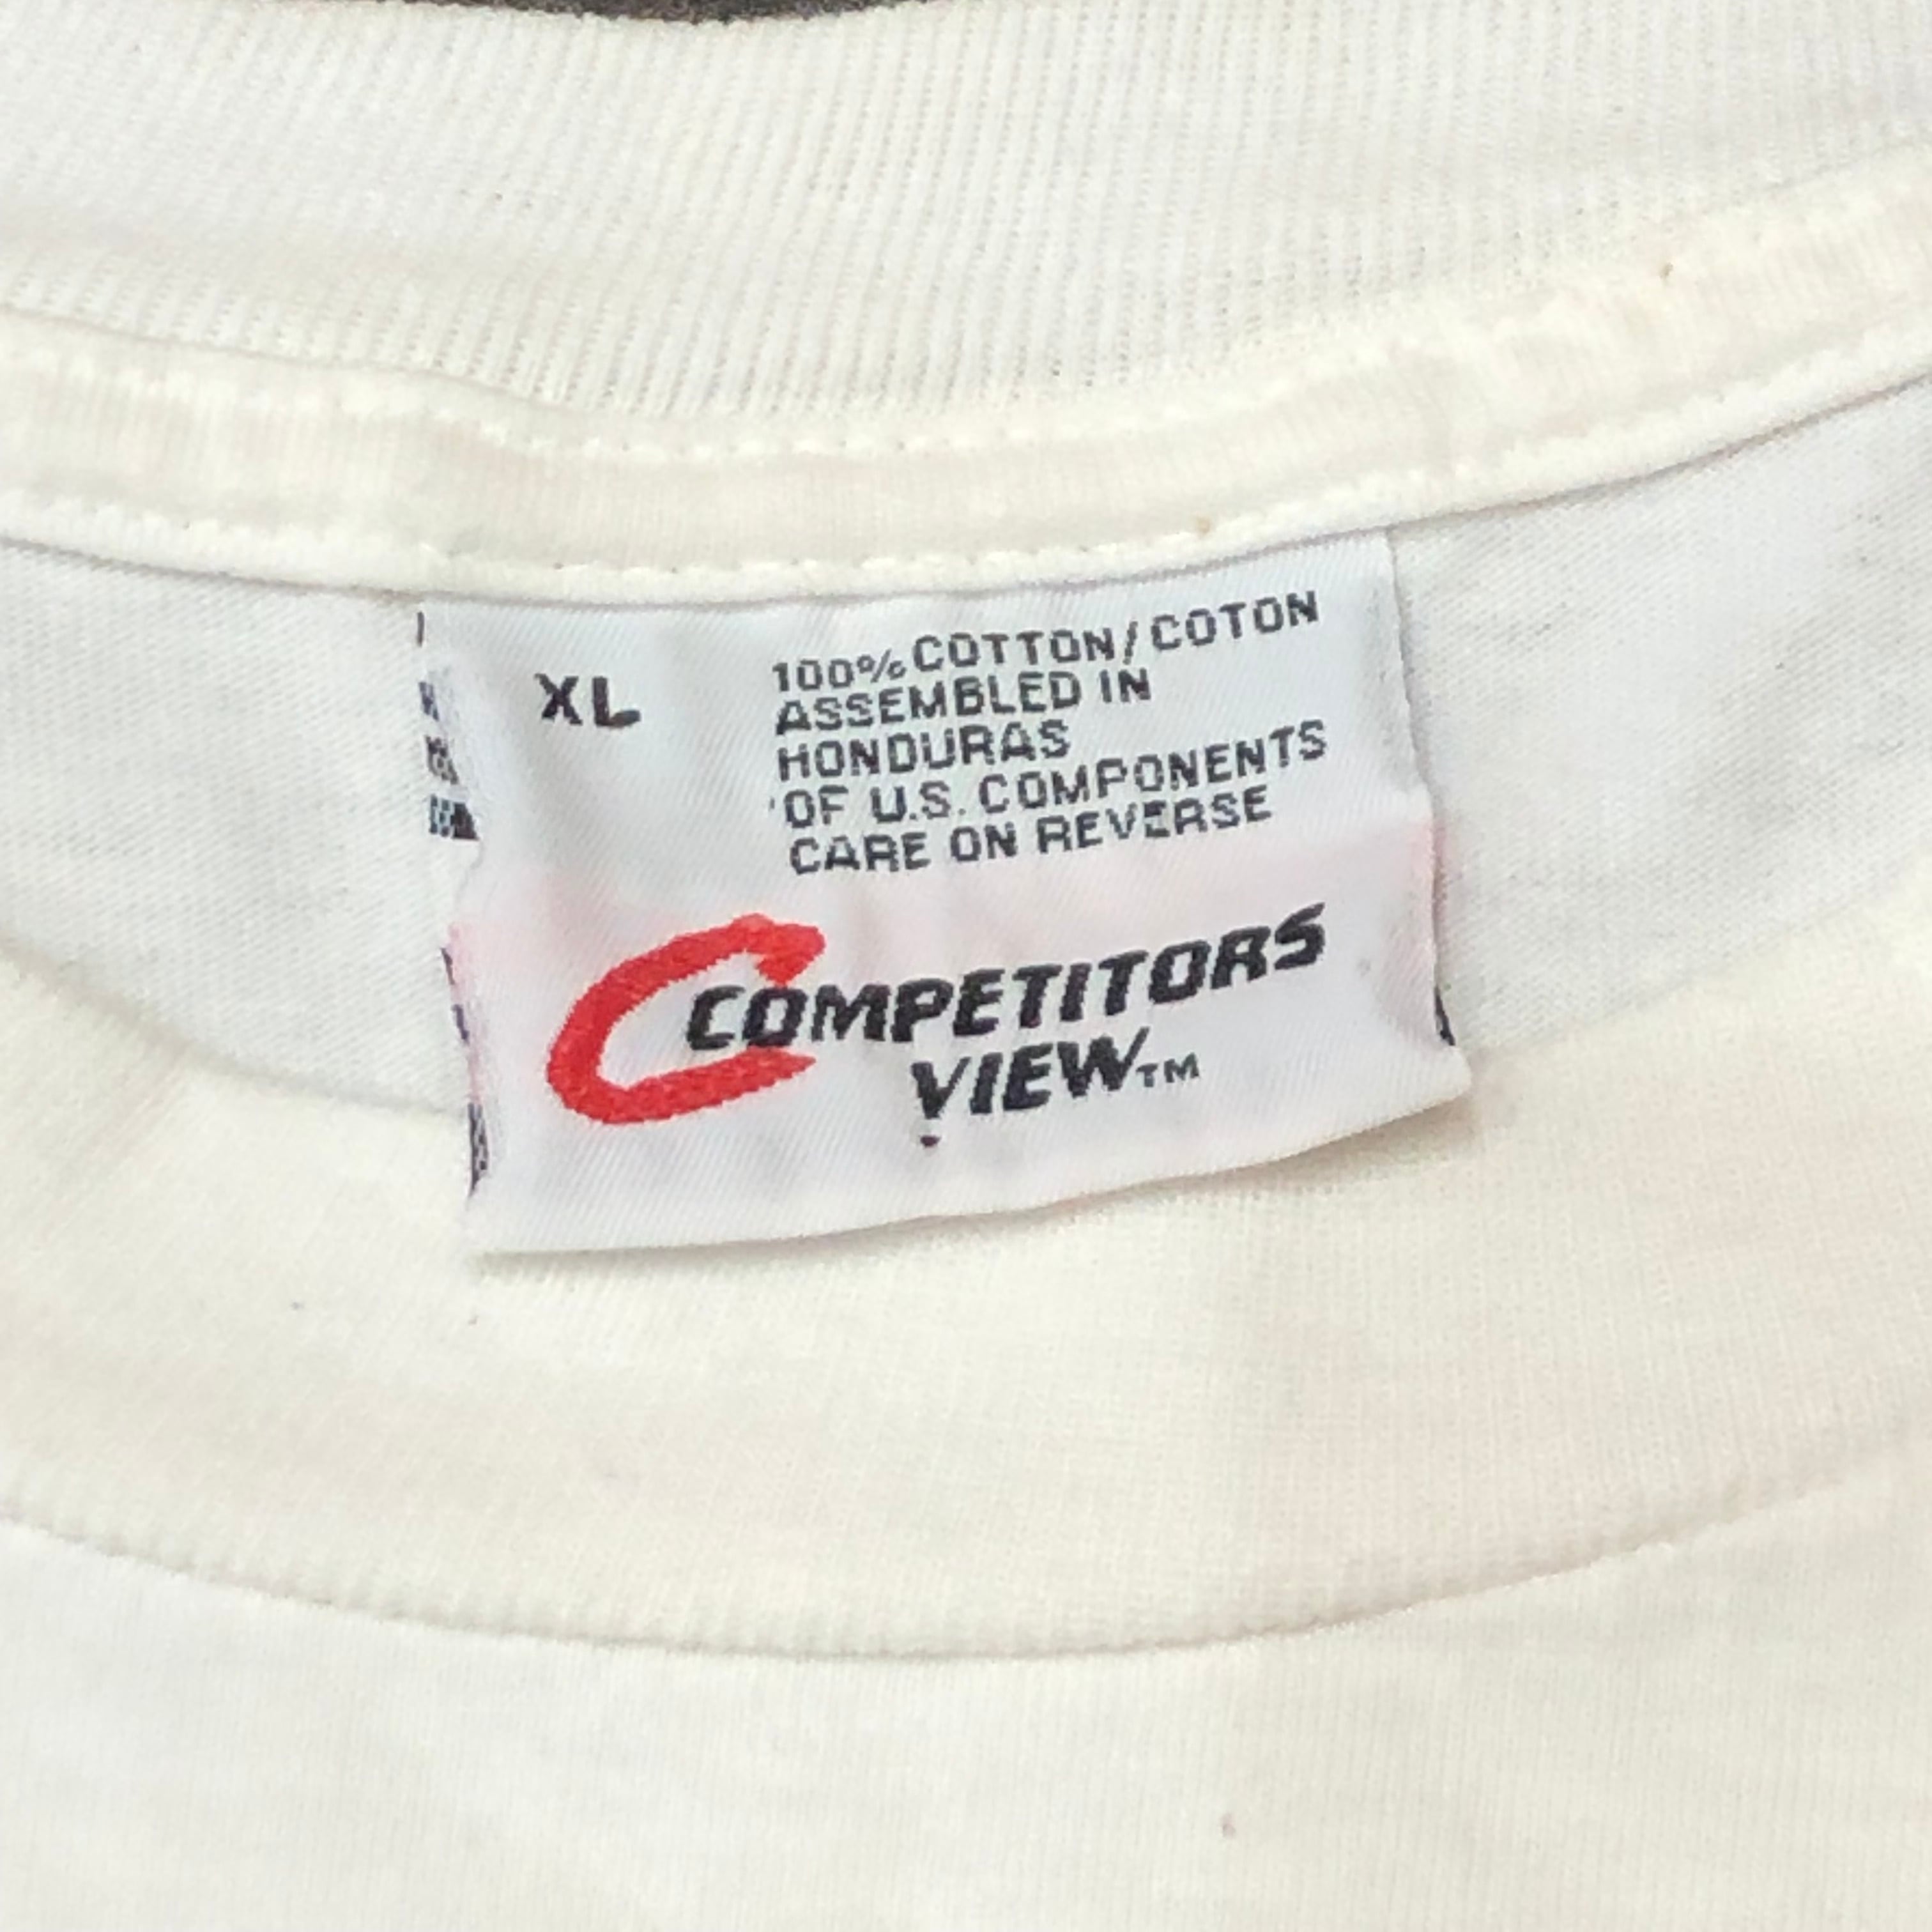 XL
100% COTTON/COTON
ASSEMBLED IN
HONDURAS
OF U.S. COMPONENTS
CARE ON REVERSE
COMPETITORS
VIEW™